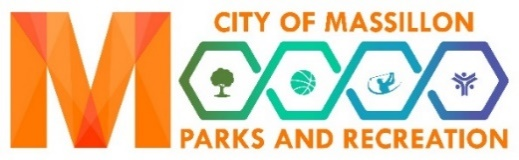 M
CITY OF MASSILLON
PARKS AND RECREATION